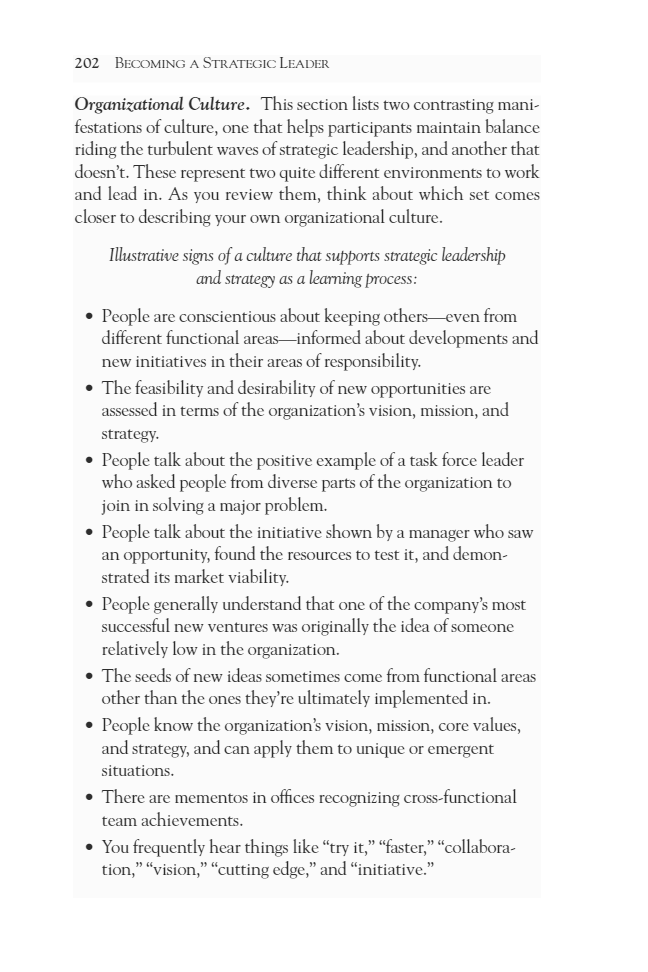 202 BECOMING A STRATEGIC LEADER
Organizational Culture. This section lists two contrasting mani-
festations of culture, one that helps participants maintain balance
riding the turbulent waves of strategic leadership, and another that
doesn’t. These represent two quite different environments to work
and lead in. As you review them, think about which set comes
closer to describing your own organizational culture.
Illustrative signs of a culture that supports strategic leadership
and strategy as a learning process:
• People are conscientious about keeping others—even from
different functional areas—informed about developments and
new initiatives in their areas of responsibility.
• The feasibility and desirability of new opportunities are
assessed in terms of the organization’s vision, mission, and
strategy.
• People talk about the positive example of a task force leader
who asked people from diverse parts of the organization to
join in solving a major problem.
• People talk about the initiative shown by a manager who saw
an opportunity, found the resources to test it, and demon-
strated its market viability.
• People generally understand that one of the company’s most
successful new ventures was originally the idea of someone
relatively low in the organization.
• The seeds of new ideas sometimes come from functional areas
other than the ones they’re ultimately implemented in.
• People know the organization’s vision, mission, core values,
and strategy, and can apply them to unique or emergent
situations.
• There are mementos in offices recognizing cross-functional
team achievements.
• You frequently hear things like “try it,” “faster,” “collabora-
tion,” “vision,” “cutting edge,” and “initiative.”